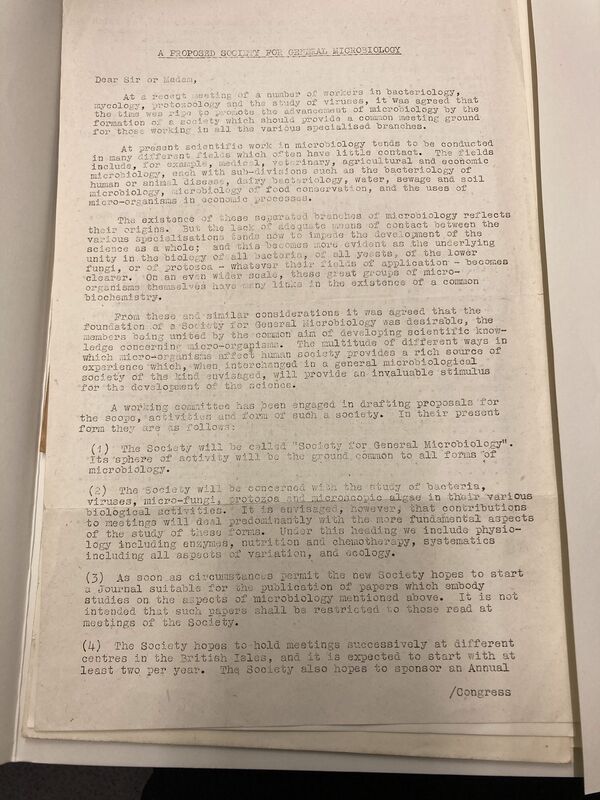 A PROPOSED SOCIETY FOR GENERAL MICROBIOLOGY
Dear Sir or Madam,
At a recent meeting of a number of workers in bacteriology,
mycology, protozoology and the study of viruses, it was agreed that
the time was ripe to promote the advancement of microbiology by the
formation of a society which should provide a common meeting ground
for those working in all the various specialised branches.
At present scientific work in microbiology tends to be conducted
in many different fields which often have little contact. The fields
include, for example, medical, veterinary, agricultural and economic
microbiology, each with sub-divisions such as the bacteriology of
human or animal disease, dairy bacteriology, water, sewage and soil
microbiology, microbiology of food conservation, and the uses of
micro-organisms in economic processes.
The existence of these separated branches of microbiology reflects
their origins. But the lack of adequate means of contact between the
various specialisations tends now to impede the development of the
science as a whole; and this becomes more evident as the underlying
unity in the biology of all bacteria, of all yeasts, of the lower
fungi, or of protozoa - whatever their fields of application - becomes
clearer. On an even wider scale, these great groups of micro-
organisms themselves have many links in the existence of a common
biochemistry.
From these and similar considerations it was agreed that the
foundation of a Society for General Microbiology was desirable, the
members being united by the common aim of developing scientific know-
ledge concerning micro-organisms. The multitude of different ways in
which micro-organisms affect human society provides a rich source of
experience which, when interchanged in a general microbiological
society of the kind envisaged, will provide an invaluable stimulus
for the development of the science.
A working committee has been engaged in drafting proposals for
the scope, activities and form of such a society. In their present
form they are as follows:
(1) The Society will be called "Society for General Microbiology".
Its sphere of activity will be the ground common to all forms of
microbiology.
(2) The Society will be concerned with the study of bacteria,
viruses, micro-fungi, protozoa and microscopic algae in their various
biological activities. It is envisaged, however, that contributions
to meetings will deal predominantly with the more fundamental aspects
of the study of these forms. Under this heading we include physio-
logy including enzymes, nutrition and chemotherapy, systematics
including all aspects of variation, and ecology.
(3) As soon as circumstances permit the new Society hopes to start
a Journal suitable for the publication of papers which embody
studies on the aspects of microbiology mentioned above. It is not
intended that such papers shall be restricted to those read at
meetings of the Society.
(4) The Society hopes to hold meetings successively at different
centres in the British Isles, and it is expected to start with at
least two per year. The Society also hopes to sponsor an Annual
/Congress